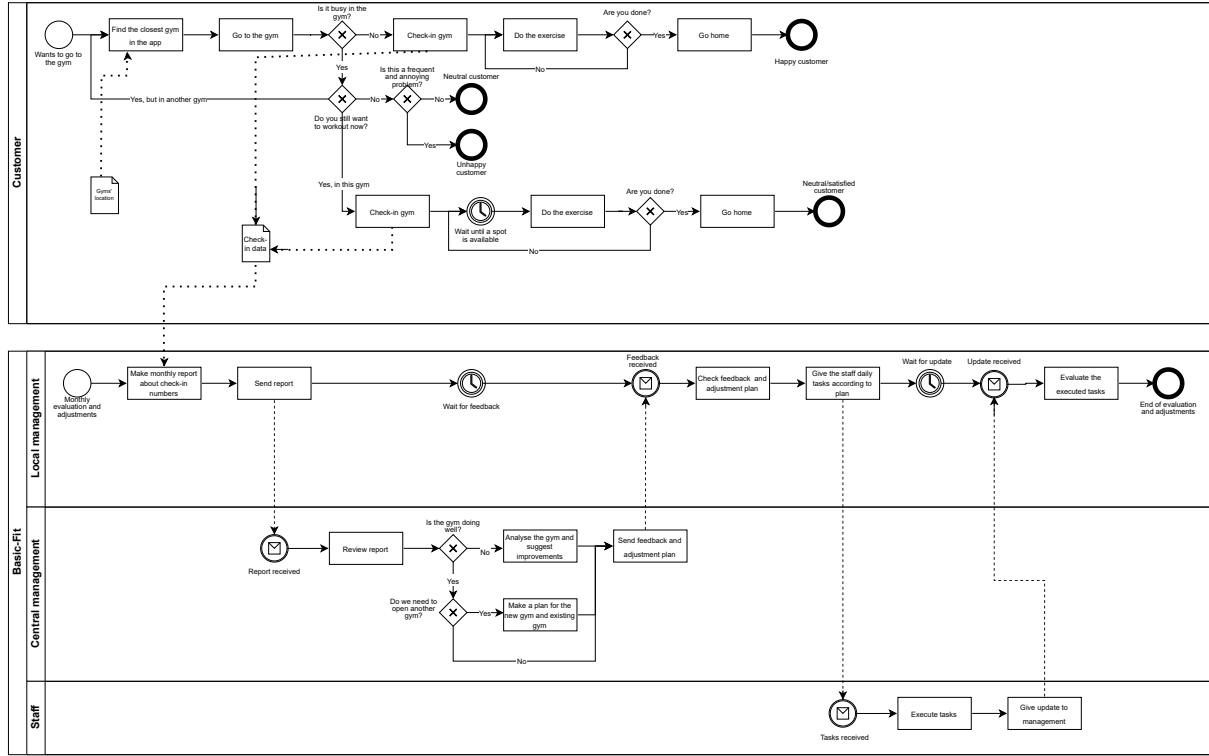 Customer
Wants to go to
the gym
Find the closest gym
in the app
Go to the gym
Is it busy in the
gym?
No
Check-in gym
Do the exercise
Are you done?
Yes
Go home
Happy customer
No
Yes
Yes, but in another gym
Do you still want
to workout now?
No
Is this a frequent
and annoying
problem?
No
Neutral customer
Yes
Unhappy
customer
Gyms'
location
Yes, in this gym
Check-in gym
Wait until a spot
is available
Do the exercise
Are you done?
Yes
Go home
Neutral/satisfied
customer
No
Check-
in data
Basic-Fit
Local management
Monthly
evaluation and
adjustments
Make monthly report
about check-in
numbers
Send report
Wait for feedback
Feedback
received
Check feedback and
adjustment plan
Give the staff daily
tasks according to
plan
Wait for update
Update received
Evaluate the
executed tasks
End of evaluation
and adjustments
Central management
Report received
Review report
Is the gym doing
well?
No
Analyse the gym and
suggest
improvements
Send feedback and
adjustment plan
Yes
Do we need to
open another
gym?
Yes
Make a plan for the
new gym and existing
gym
No
Staff
Tasks received
Execute tasks
Give update to
management